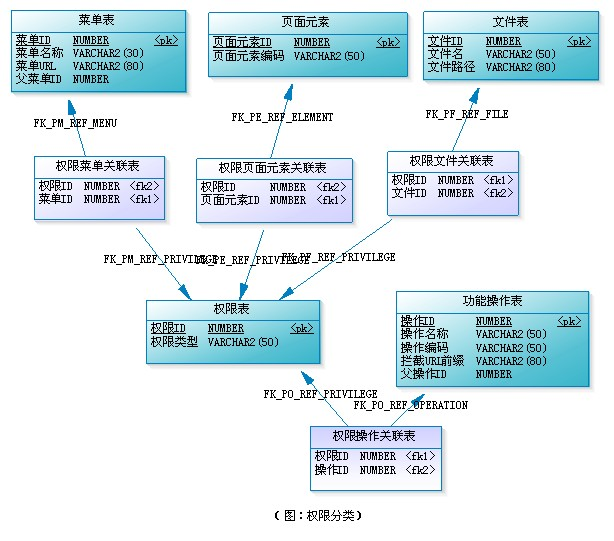 菜单表
菜单ID NUMBER <pk>
菜单名称 VARCHAR2(30)
菜单URL VARCHAR2(80)
父菜单ID NUMBER
页面元素
页面元素ID NUMBER <pk>
页面元素编码 VARCHAR2(50)
文件表
文件ID NUMBER <pk>
文件名 VARCHAR2(50)
文件路径 VARCHAR2(80)
FK_PM_REF_MENU
FK_PE_REF_ELEMENT
FK_PF_REF_FILE
权限菜单关联表
权限ID NUMBER <fk2>
菜单ID NUMBER <fk1>
权限页面元素关联表
权限ID NUMBER <fk2>
页面元素ID NUMBER <fk1>
权限文件关联表
权限ID NUMBER <fk1>
文件ID NUMBER <fk2>
FK_PM_REF_PRIVILEGE
FK_PE_REF_PRIVILEGE
FK_PF_REF_PRIVILEGE
权限表
权限ID NUMBER <pk>
权限类型 VARCHAR2(50)
功能操作表
操作ID NUMBER <pk>
操作名称 VARCHAR2(50)
操作编码 VARCHAR2(50)
拦截URI前缀 VARCHAR2(80)
父操作ID NUMBER
FK_PO_REF_PRIVILEGE
FK_PO_REF_OPERATION
权限操作关联表
权限ID NUMBER <fk1>
操作ID NUMBER <fk2>
(图:权限分类)